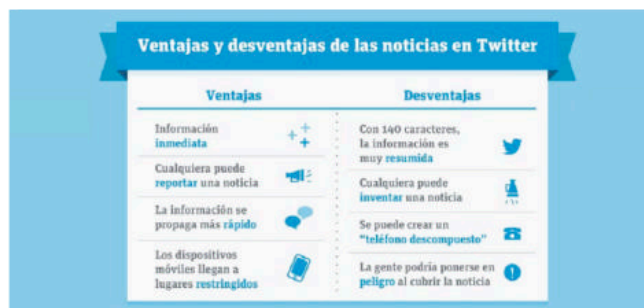 Ventajas y desventajas de las noticias en Twitter
Ventajas
Información
inmediata
Cualquiera puede
reportar una noticia
La información se
propaga más rápido
Los dispositivos
móviles llegan a
lugares restringidos
Desventajas
Con 140 caracteres,
la información es
muy resumida
Cualquiera puede
inventar una noticia
Se puede crear un
"teléfono descompuesto"
La gente podría ponerse en
peligro al cubrir la noticia